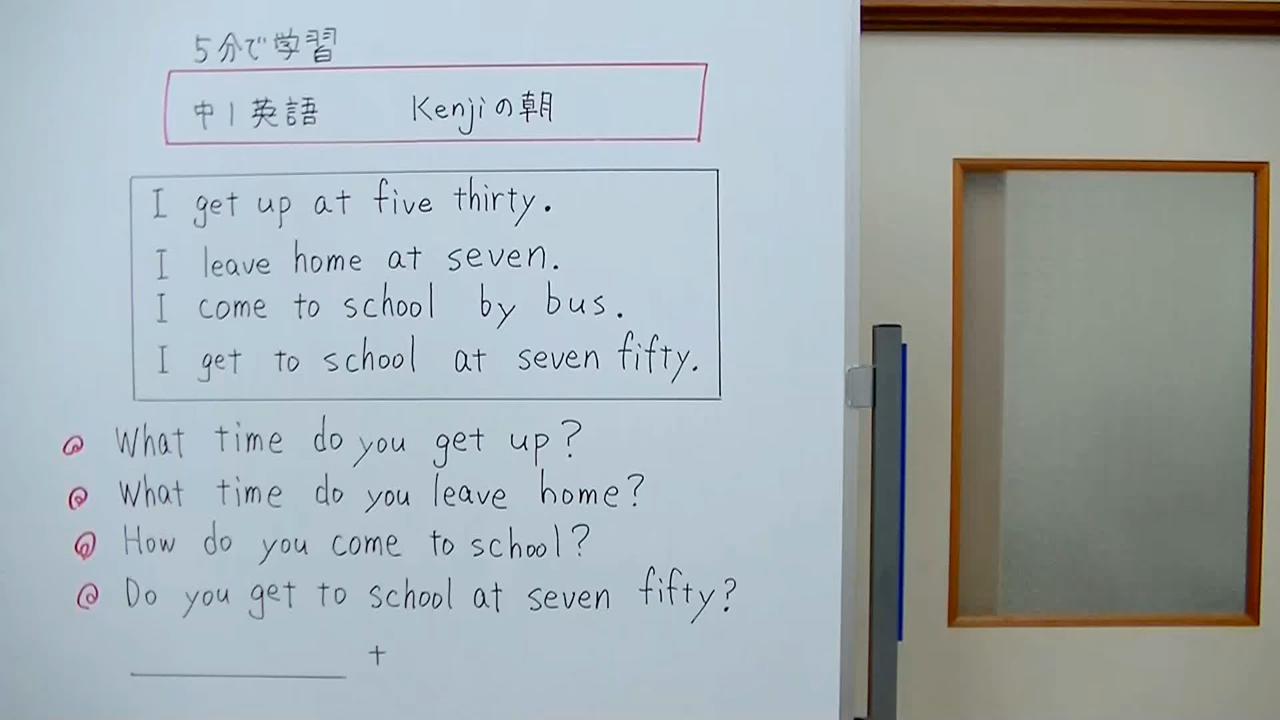 5分で学習
中1英語 Kenjiの朝
I get up at five thirty.
I leave home at seven.
I come to school by bus.
I get to school at seven fifty.
What time do you get up?
What time do you leave home?
How do you come to school?
Do you get to school at seven fifty?
+